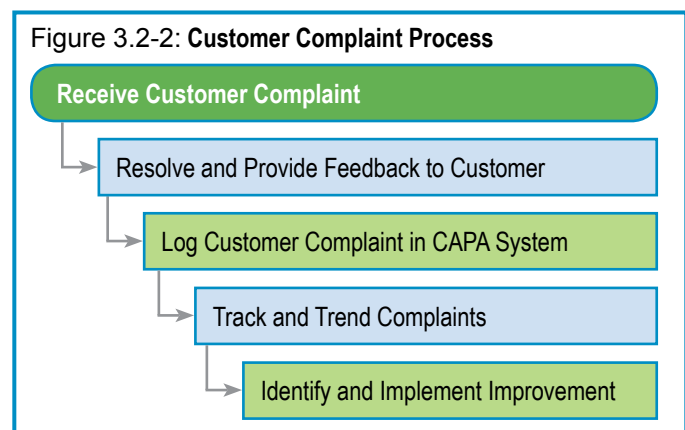 Figure 3.2-2: Customer Complaint Process
Receive Customer Complaint
Resolve and Provide Feedback to Customer
Log Customer Complaint in CAPA System
Track and Trend Complaints
Identify and Implement Improvement